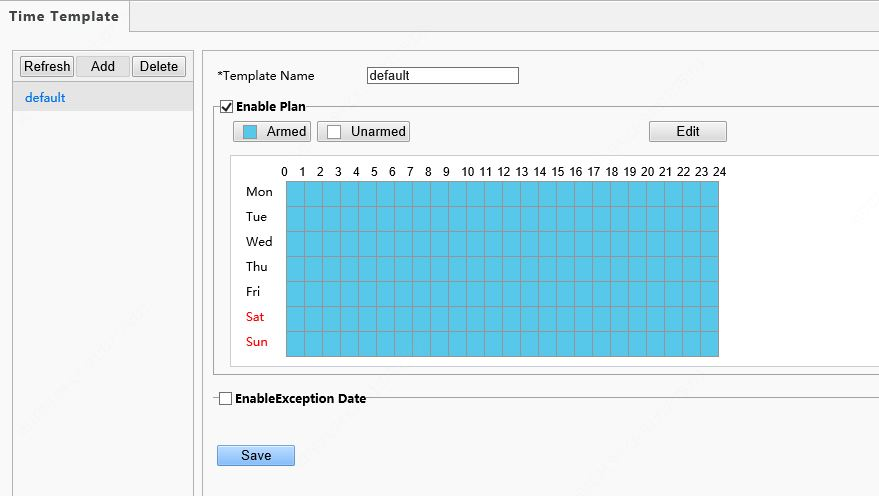 Time Template
Refresh Add Delete
default
*Template Name default
Enable Plan
Armed Unarmed Edit
0 1 2 3 4 5 6 7 8 9 10 11 12 13 14 15 16 17 18 19 20 21 22 23 24
Mon
Tue
Wed
Thu
Fri
Sat
Sun
EnableException Date
Save